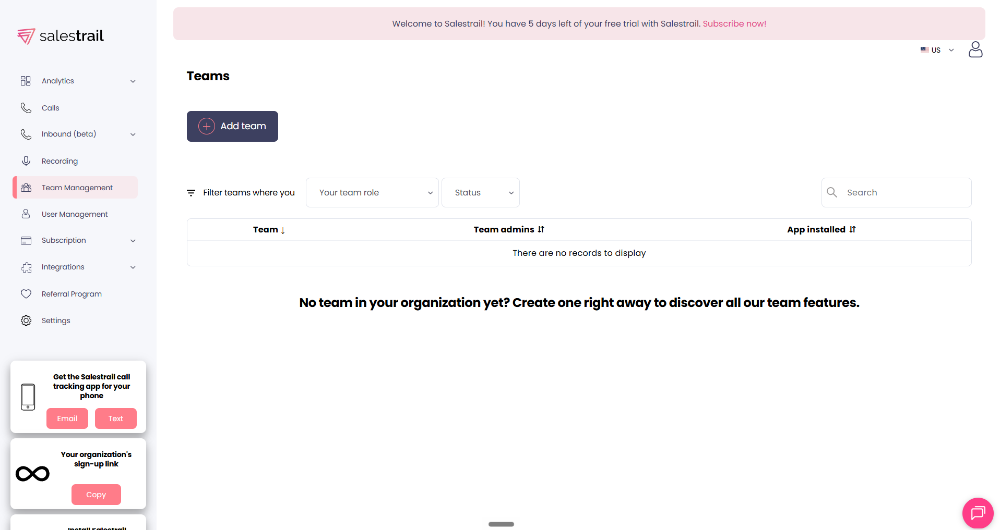 Welcome to Salestrail! You have 5 days left of your free trial with Salestrail. Subscribe now!
salestrail
US
Analytics
Calls
Inbound (beta)
Recording
Team Management
User Management
Subscription
Integrations
Referral Program
Settings
Get the Salestrail call
tracking app for your
phone
Email Text
Your organization's
sign-up link
Copy
Install Salestrail
Teams
Add team
Filter teams where you Your team role Status Search
Team Team admins App installed
There are no records to display
No team in your organization yet? Create one right away to discover all our team features.